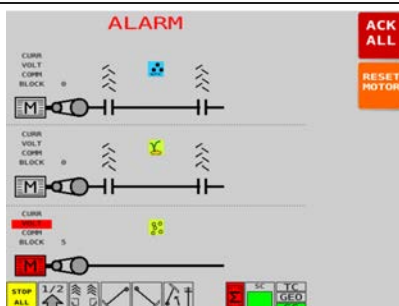 ALARM
ACK
ALL
RESET
MOTOR
CURR
VOLT
COMM
BLOCK 0
M
CURR
VOLT
COMM
BLOCK 0
M
CURR
VOLT
COMM
BLOCK 5
M
STOP
ALL
1/2
SC
TC
GEO